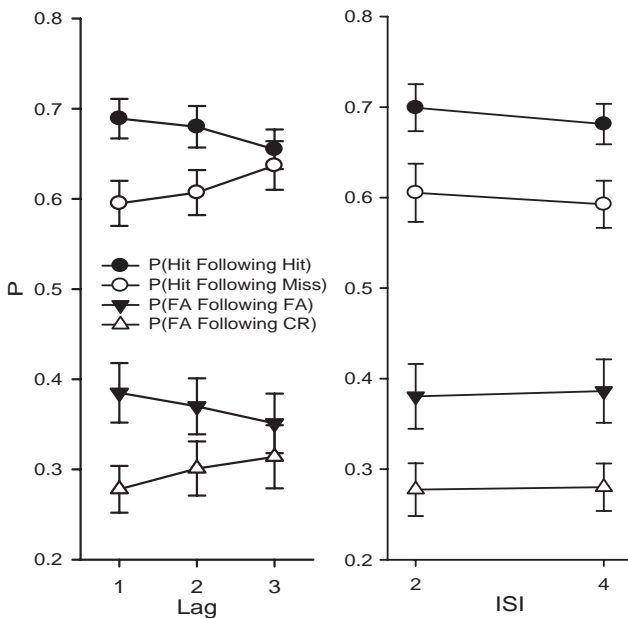 0.8
0.7
0.6
0.5
0.4
0.3
0.2
P
P(Hit Following Hit)
P(Hit Following Miss)
P(FA Following FA)
P(FA Following CR)
1 2 3
Lag
0.8
0.7
0.6
0.5
0.4
0.3
0.2
2 4
ISI